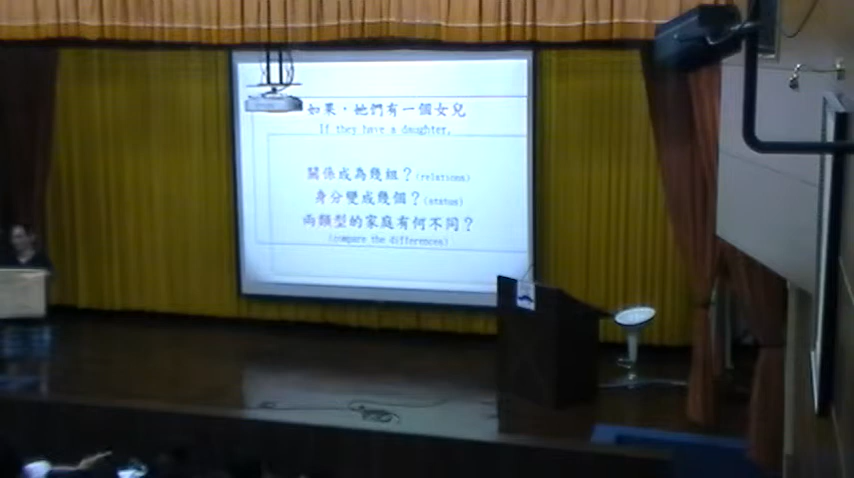 如果，她們有一個女兒
If they have a daughter,
關係成為幾組？(relations)
身分變成幾個？(status)
兩類型的家庭有何不同？
(compare the differences)